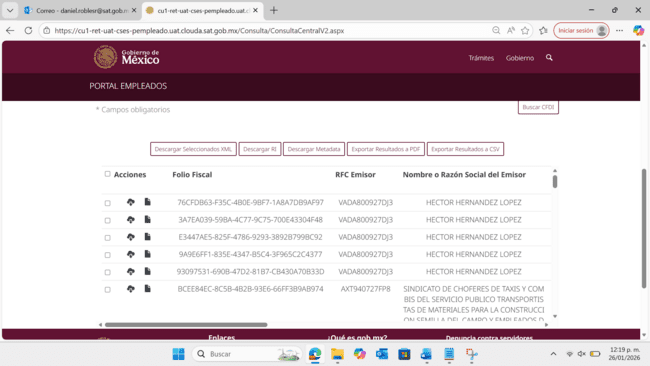 Correo - daniel.roblesr@sat.gob.m
cu1-ret-uat-cses-pempleado.uat.c
https://cu1-ret-uat-cses-pempleado.uat.clouda.sat.gob.mx/Consulta/ConsultaCentralV2.aspx
Iniciar sesión
Gobierno de
México
Trámites
Gobierno
PORTAL EMPLEADOS
* Campos obligatorios
Buscar CFDI
Descargar Seleccionados XML
Descargar RI
Descargar Metadata
Exportar Resultados a PDF
Exportar Resultados a CSV
Acciones Folio Fiscal RFC Emisor Nombre o Razón Social del Emisor
76CFDB63-F35C-4B0E-9BF7-1A8A7DB9AF97 VADA800927DJ3 HECTOR HERNANDEZ LOPEZ
3A7EA039-59BA-4C77-9C75-700E43304F48 VADA800927DJ3 HECTOR HERNANDEZ LOPEZ
E3447AE5-825F-4786-9293-3892B799BC92 VADA800927DJ3 HECTOR HERNANDEZ LOPEZ
9A9E6FF1-835E-4347-B5C4-3F965C2C4377 VADA800927DJ3 HECTOR HERNANDEZ LOPEZ
93097531-690B-47D2-81B7-CB430A70B33D VADA800927DJ3 HECTOR HERNANDEZ LOPEZ
BCEE84EC-8C5B-4B2B-93E6-66FF3B9AB974 AXT940727FP8 SINDICATO DE CHOFERES DE TAXIS Y COM
BIS DEL SERVICIO PUBLICO TRANSPORTIS
TAS DE MATERIALES PARA LA CONSTRUCCI
ON SEMILLA DEL CAMPO Y EMPLEADOS D
Enlaces
¿Qué es gob.mx?
Denuncia contra servidores
Buscar
12:19 p. m.
26/01/2026